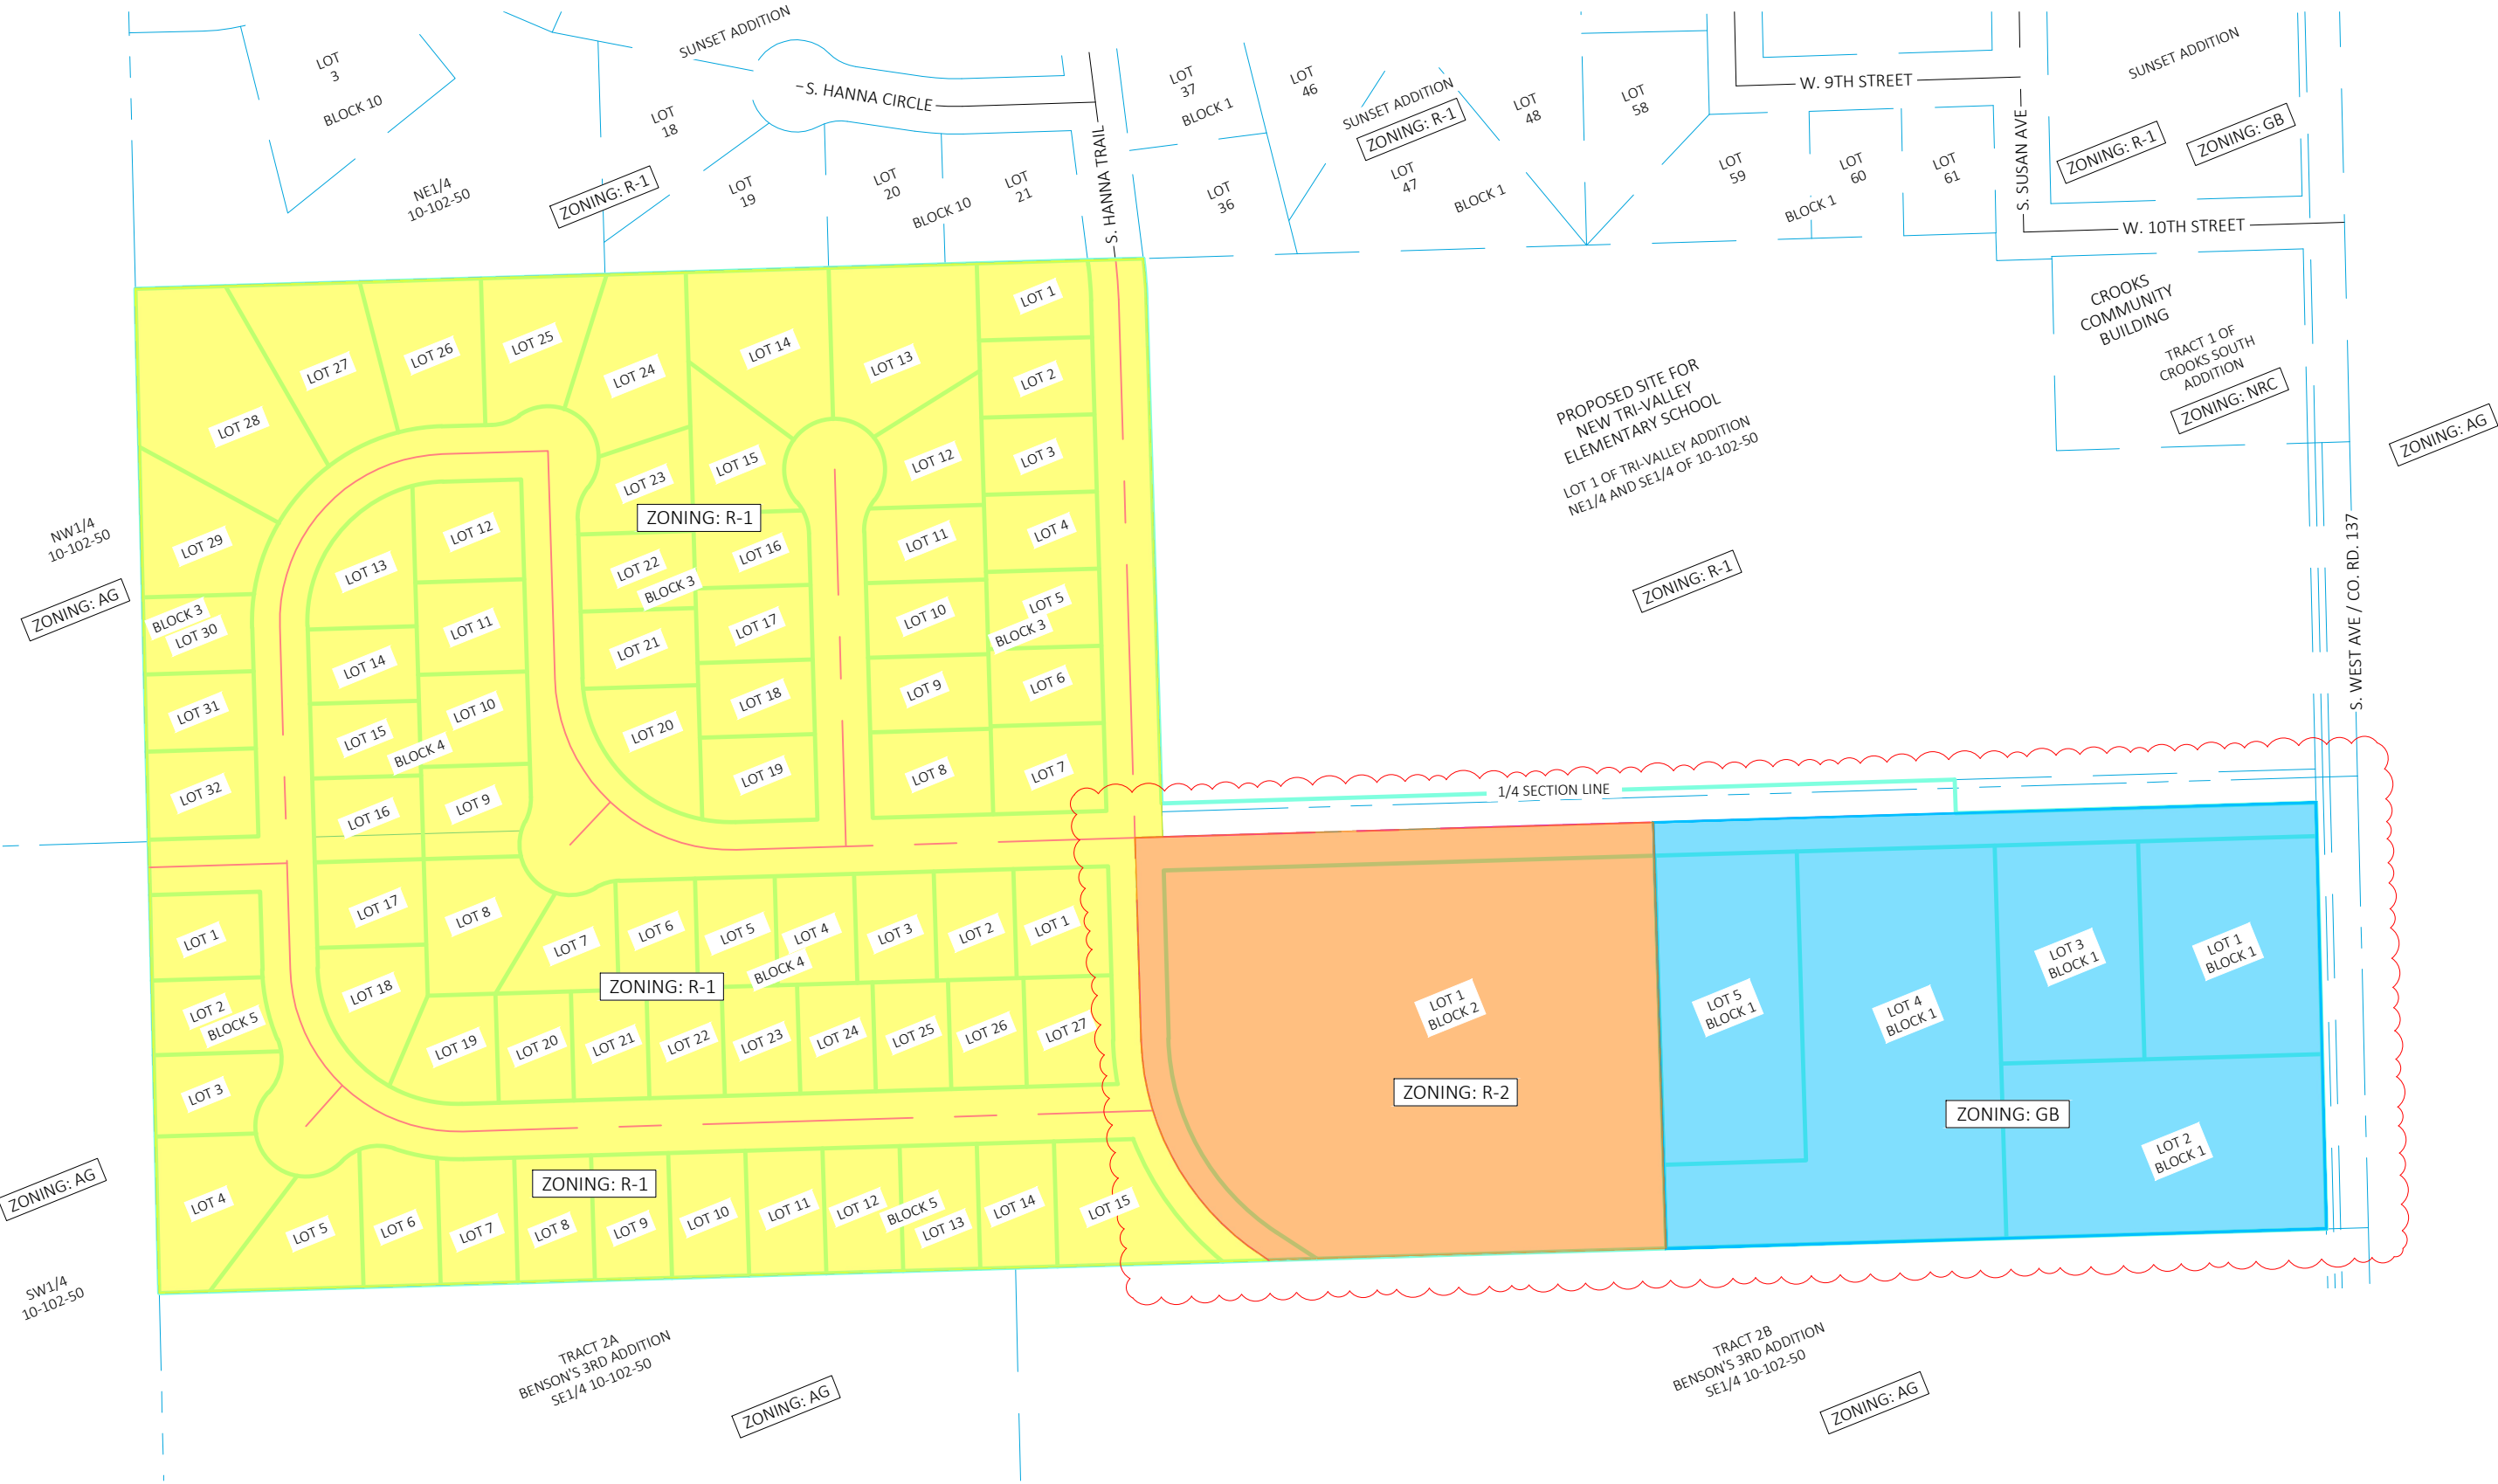 SUNSET ADDITION
LOT
3
BLOCK 10
LOT
18
S. HANNA CIRCLE
S. HANNA TRAIL
NE1/4
10-102-50
ZONING: R-1
LOT
19
LOT
20
LOT
21
BLOCK 10
LOT
37
BLOCK 1
LOT
46
SUNSET ADDITION
ZONING: R-1
LOT
48
LOT
58
LOT
36
LOT
47
BLOCK 1
W. 9TH STREET
SUNSET ADDITION
S. SUSAN AVE
ZONING: R-1
ZONING: GB
LOT
59
LOT
60
LOT
61
BLOCK 1
W. 10TH STREET
CROOKS
COMMUNITY
BUILDING
TRACT 1 OF
CROOKS SOUTH
ADDITION
ZONING: NRC
ZONING: AG
PROPOSED SITE FOR
NEW TRI-VALLEY
ELEMENTARY SCHOOL
LOT 1 OF TRI-VALLEY ADDITION
NE1/4 AND SE1/4 OF 10-102-50
ZONING: R-1
S. WEST AVE / CO. RD. 137
NW1/4
10-102-50
ZONING: AG
LOT 28
LOT 27
LOT 26
LOT 25
LOT 24
LOT 14
LOT 13
LOT 1
LOT 2
LOT 3
LOT 4
LOT 5
BLOCK 3
LOT 6
LOT 7
LOT 12
LOT 11
LOT 10
LOT 9
LOT 8
LOT 15
LOT 16
LOT 17
LOT 18
LOT 19
LOT 23
ZONING: R-1
LOT 22
BLOCK 3
LOT 21
LOT 20
LOT 29
BLOCK 3
LOT 30
LOT 31
LOT 32
LOT 12
LOT 13
LOT 11
LOT 14
LOT 10
LOT 15
BLOCK 4
LOT 9
LOT 16
LOT 17
LOT 8
LOT 18
LOT 7
LOT 6
LOT 5
LOT 4
LOT 3
LOT 2
LOT 1
BLOCK 4
ZONING: R-1
LOT 19
LOT 20
LOT 21
LOT 22
LOT 23
LOT 24
LOT 25
LOT 26
LOT 27
LOT 1
LOT 2
BLOCK 5
LOT 3
LOT 4
LOT 5
LOT 6
LOT 7
LOT 8
LOT 9
LOT 10
LOT 11
LOT 12
BLOCK 5
LOT 13
LOT 14
LOT 15
ZONING: R-1
1/4 SECTION LINE
LOT 1
BLOCK 2
ZONING: R-2
LOT 5
BLOCK 1
LOT 4
BLOCK 1
LOT 3
BLOCK 1
LOT 1
BLOCK 1
ZONING: GB
LOT 2
BLOCK 1
ZONING: AG
SW1/4
10-102-50
TRACT 2A
BENSON'S 3RD ADDITION
SE1/4 10-102-50
ZONING: AG
TRACT 2B
BENSON'S 3RD ADDITION
SE1/4 10-102-50
ZONING: AG